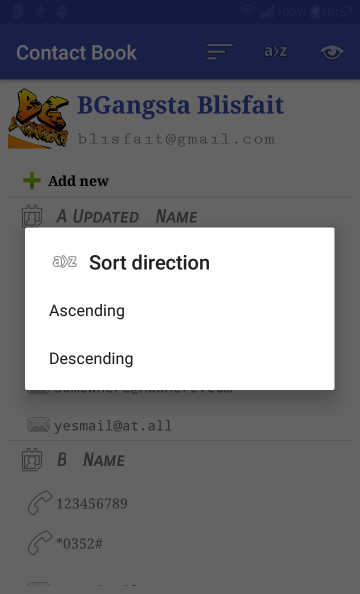 100% 10:57
Contact Book a>z
BG
BGangsta Blisfait
blisfait@gmail.com
Add new
A UPDATED NAME
a>z Sort direction
Ascending
Descending
yesmail@at.all
B NAME
123456789
*0352#